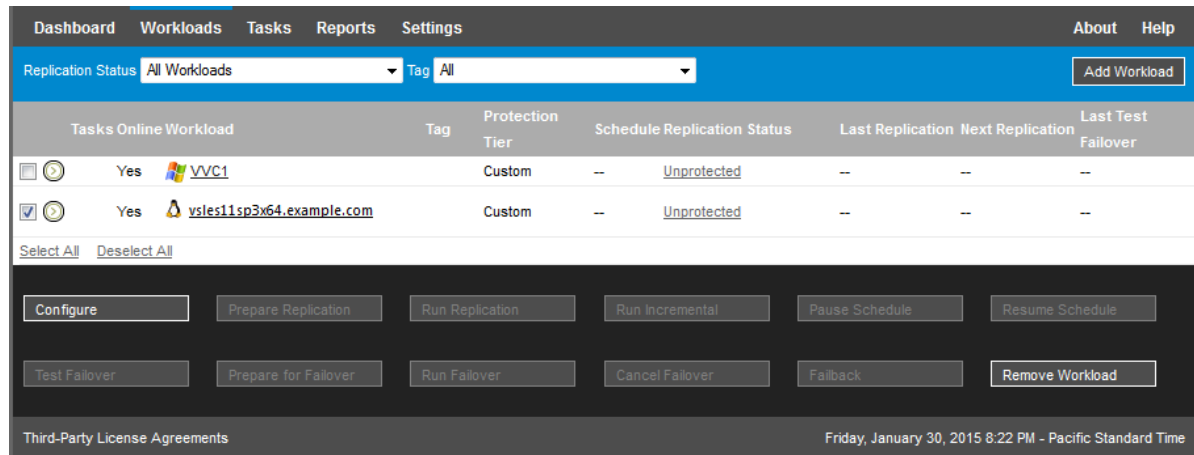 Dashboard Workloads Tasks Reports Settings About Help
Replication Status All Workloads Tag All Add Workload
Tasks Online Workload Tag Protection Tier Schedule Replication Status Last Replication Next Replication Last Test Failover
Yes VVC1 Custom -- Unprotected -- -- --
Yes vsles11sp3x64.example.com Custom -- Unprotected -- -- --
Select All Deselect All
Configure Prepare Replication Run Replication Run Incremental Pause Schedule Resume Schedule
Test Failover Prepare for Failover Run Failover Cancel Failover Failback Remove Workload
Third-Party License Agreements Friday, January 30, 2015 8:22 PM - Pacific Standard Time